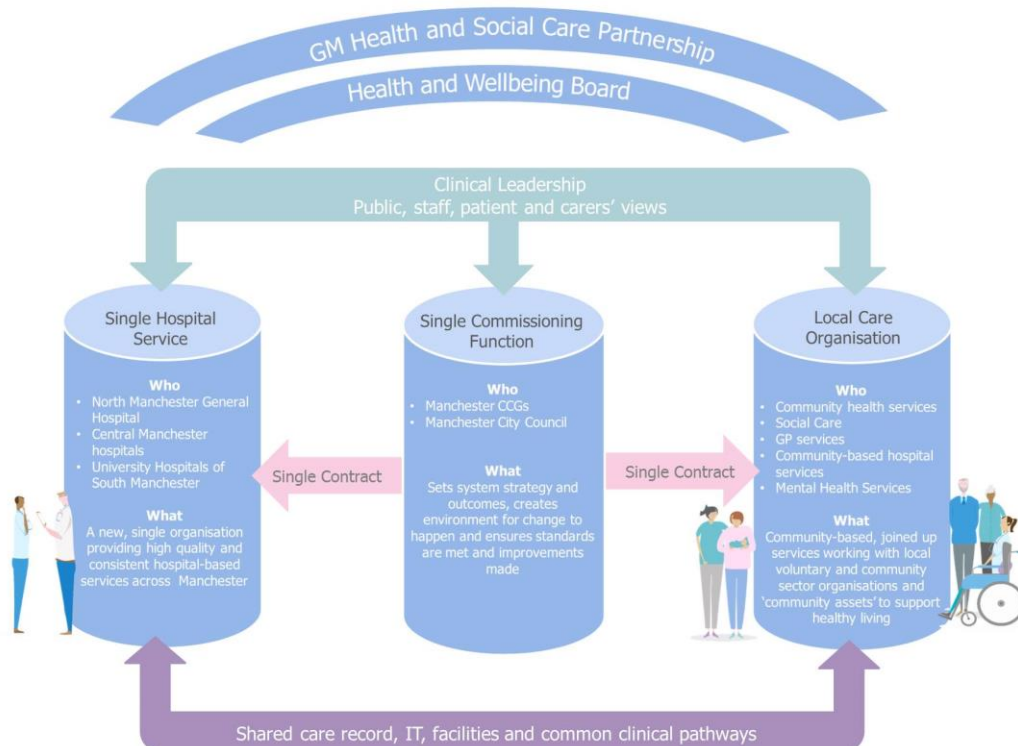 GM Health and Social Care Partnership
Health and Wellbeing Board
Clinical Leadership
Public, staff, patient and carers' views
Single Hospital
Service
Who
• North Manchester General
Hospital
• Central Manchester
hospitals
• University Hospitals of
South Manchester
What
A new, single organisation
providing high quality and
consistent hospital-based
services across Manchester
Single Contract
Single Commissioning
Function
Who
• Manchester CCGs
• Manchester City Council
What
Sets system strategy and
outcomes, creates
environment for change to
happen and ensures standards
are met and improvements
made
Single Contract
Local Care
Organisation
Who
• Community health services
• Social Care
• GP services
• Community-based hospital
services
• Mental Health Services
What
Community-based, joined up
services working with local
voluntary and community
sector organisations and
'community assets' to support
healthy living
Shared care record, IT, facilities and common clinical pathways